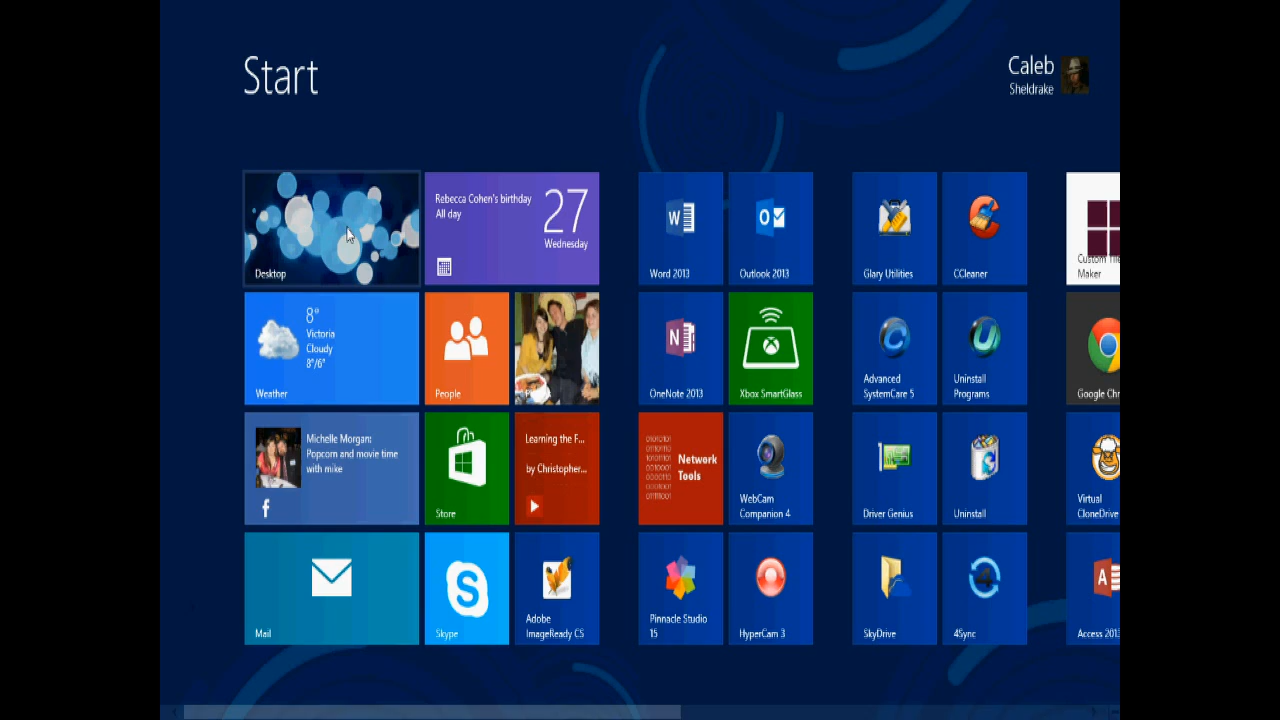 Start
Caleb
Sheldrake
Desktop
Rebecca Cohen's birthday
All day
27
Wednesday
Word 2013
Outlook 2013
Glary Utilities
CCleaner
Maker
8°
Victoria
Cloudy
8°/6°
Weather
People
OneNote 2013
Xbox SmartGlass
Advanced
SystemCare 5
Uninstall
Programs
Google Chr
Michelle Morgan:
Popcorn and movie time
with mike
Store
Learning the F...
by Christopher...
Network
Tools
WebCam
Companion 4
Driver Genius
Uninstall
Virtual
CloneDrive
Mail
Skype
Adobe
ImageReady CS
Pinnacle Studio
15
HyperCam 3
SkyDrive
4Sync
Access 2013